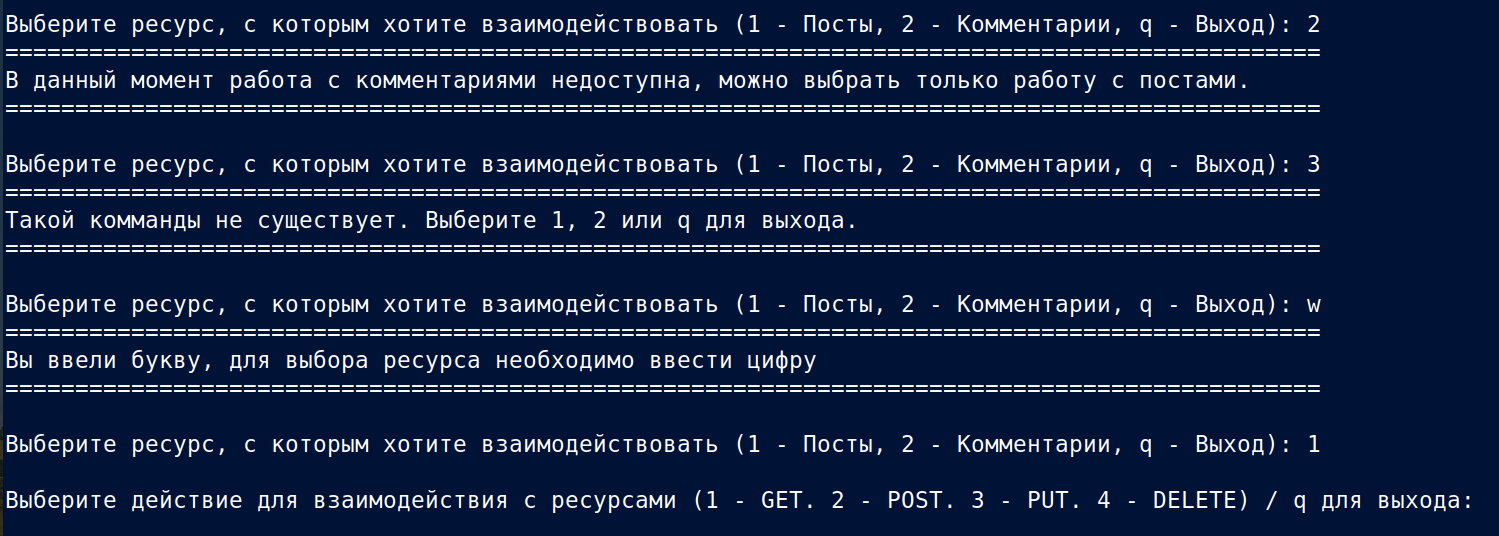 Выберите ресурс, с которым хотите взаимодействовать (1 - Посты, 2 - Комментарии, q - Выход): 2
==============================================================================================
В данный момент работа с комментариями недоступна, можно выбрать только работу с постами.
==============================================================================================
Выберите ресурс, с которым хотите взаимодействовать (1 - Посты, 2 - Комментарии, q - Выход): 3
==============================================================================================
Такой комманды не существует. Выберите 1, 2 или q для выхода.
==============================================================================================
Выберите ресурс, с которым хотите взаимодействовать (1 - Посты, 2 - Комментарии, q - Выход): w
==============================================================================================
Вы ввели букву, для выбора ресурса необходимо ввести цифру
==============================================================================================
Выберите ресурс, с которым хотите взаимодействовать (1 - Посты, 2 - Комментарии, q - Выход): 1
Выберите действие для взаимодействия с ресурсами (1 - GET. 2 - POST. 3 - PUT. 4 - DELETE) / q для выхода: